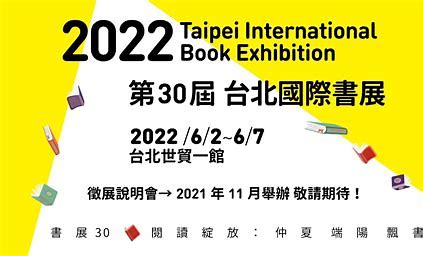 2022 Taipei International
Book Exhibition
第30屆 台北國際書展
2022 /6/2~6/7
台北世貿一館
徵展說明會→ 2021 年 11 月舉辦 敬請期待！
書展30 閱讀綻放：仲夏端陽飄書